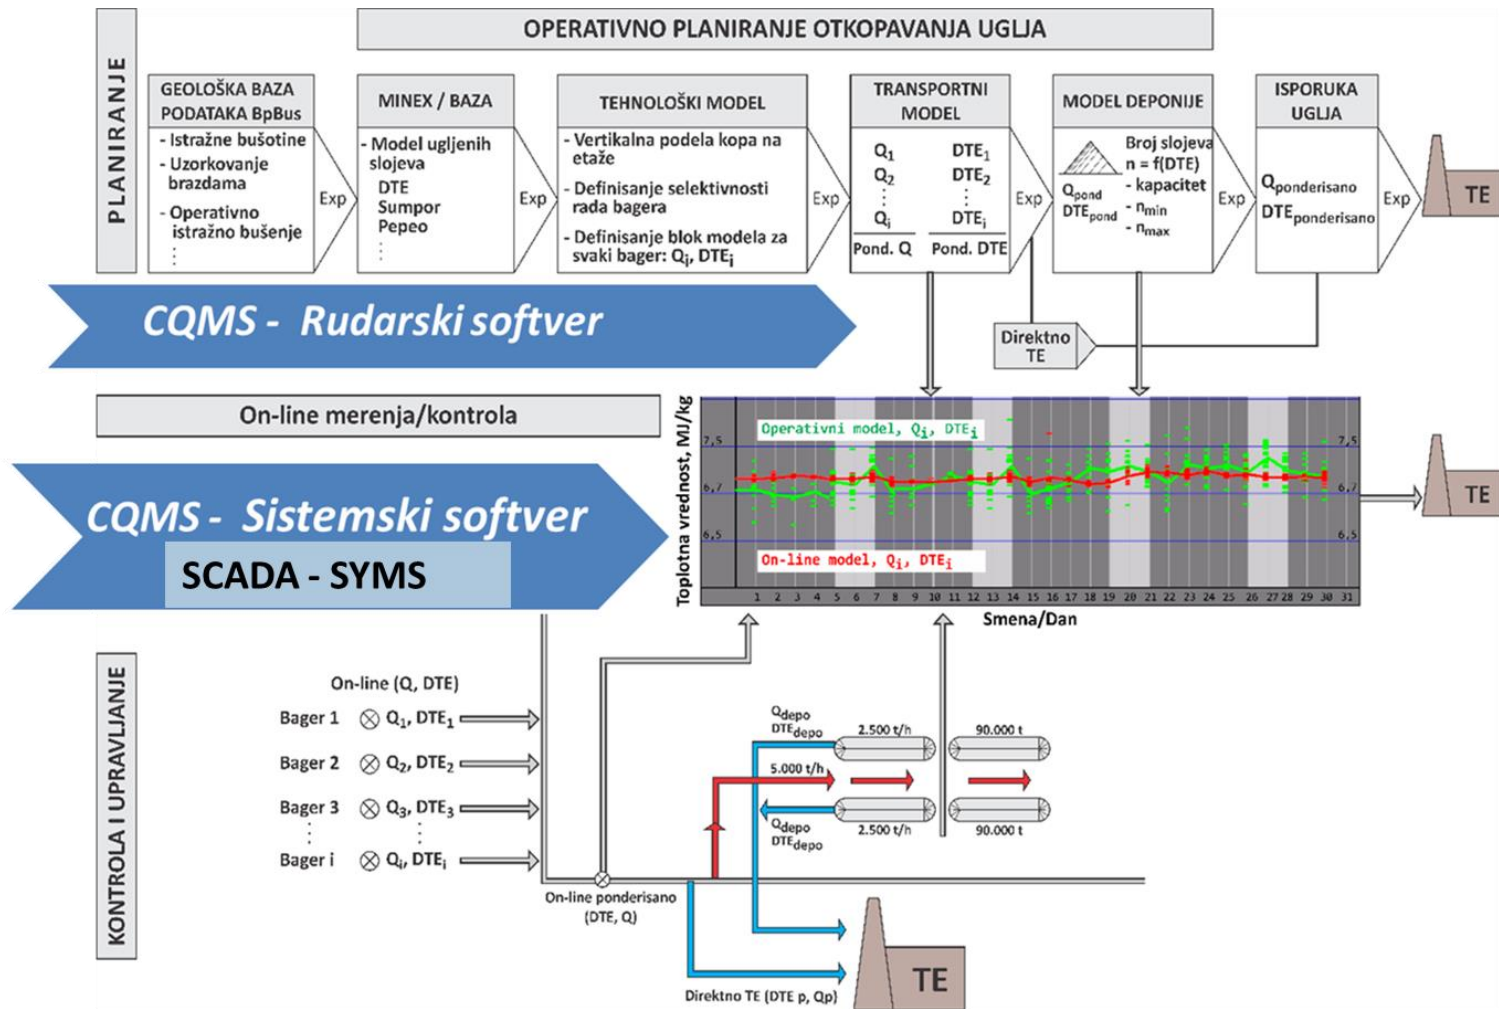 PLANIRANJE
OPERATIVNO PLANIRANJE OTKOPAVANJA UGLJA
GEOLOŠKA BAZA
PODATAKA BpBus
- Istražne bušotine
- Uzorkovanje
brazdama
- Operativno
istražno bušenje
⋮
Exp
MINEX / BAZA
- Model ugljenih
slojeva
DTE
Sumpor
Pepeo
⋮
Exp
TEHNOLOŠKI MODEL
- Vertikalna podela kopa na
etaže
- Definisanje selektivnosti
rada bagera
- Definisanje blok modela za
svaki bager: Qi, DTEi
Exp
TRANSPORTNI
MODEL
Q1 DTE1
Q2 DTE2
⋮ ⋮
Qi DTEi
Pond. Q Pond. DTE
Exp
MODEL DEPONIJE
Broj slojeva
n = f(DTE)
- kapacitet
- nmin
- nmax
Qpond
DTEpond
Exp
ISPORUKA
UGLJA
Qponderisano
DTEponderisano
Exp
TE
CQMS - Rudarski softver
Direktno
TE
On-line merenja/kontrola
CQMS - Sistemski softver
SCADA - SYMS
Toplotna vrednost, MJ/kg
Operativni model, Qi, DTEi
7,5 7,5
6,7 6,7
6,5 6,5
On-line model, Qi, DTEi
1 2 3 4 5 6 7 8 9 10 11 12 13 14 15 16 17 18 19 20 21 22 23 24 25 26 27 28 29 30 31
Smena/Dan
TE
KONTROLA I UPRAVLJANJE
On-line (Q, DTE)
Bager 1 Q1, DTE1
Bager 2 Q2, DTE2
Bager 3 Q3, DTE3
⋮ ⋮
Bager i Qi, DTEi
On-line ponderisano
(DTE, Q)
Qdepo
DTEdepo
2.500 t/h 90.000 t
5.000 t/h
Qdepo
DTEdepo
2.500 t/h 90.000 t
Direktno TE (DTE p, Qp)
TE